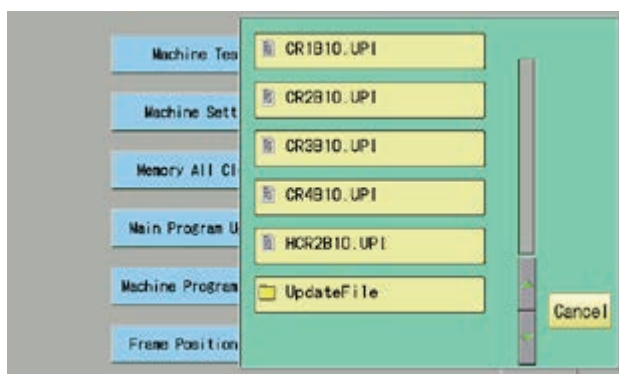 Machine Tes
CR1B10.UPI
Machine Sett
CR2B10.UPI
Memory All Cl
CR3B10.UPI
CR4B10.UPI
Main Program U
HCR2B10.UPI
Machine Program
UpdateFile
Cancel
Frame Position